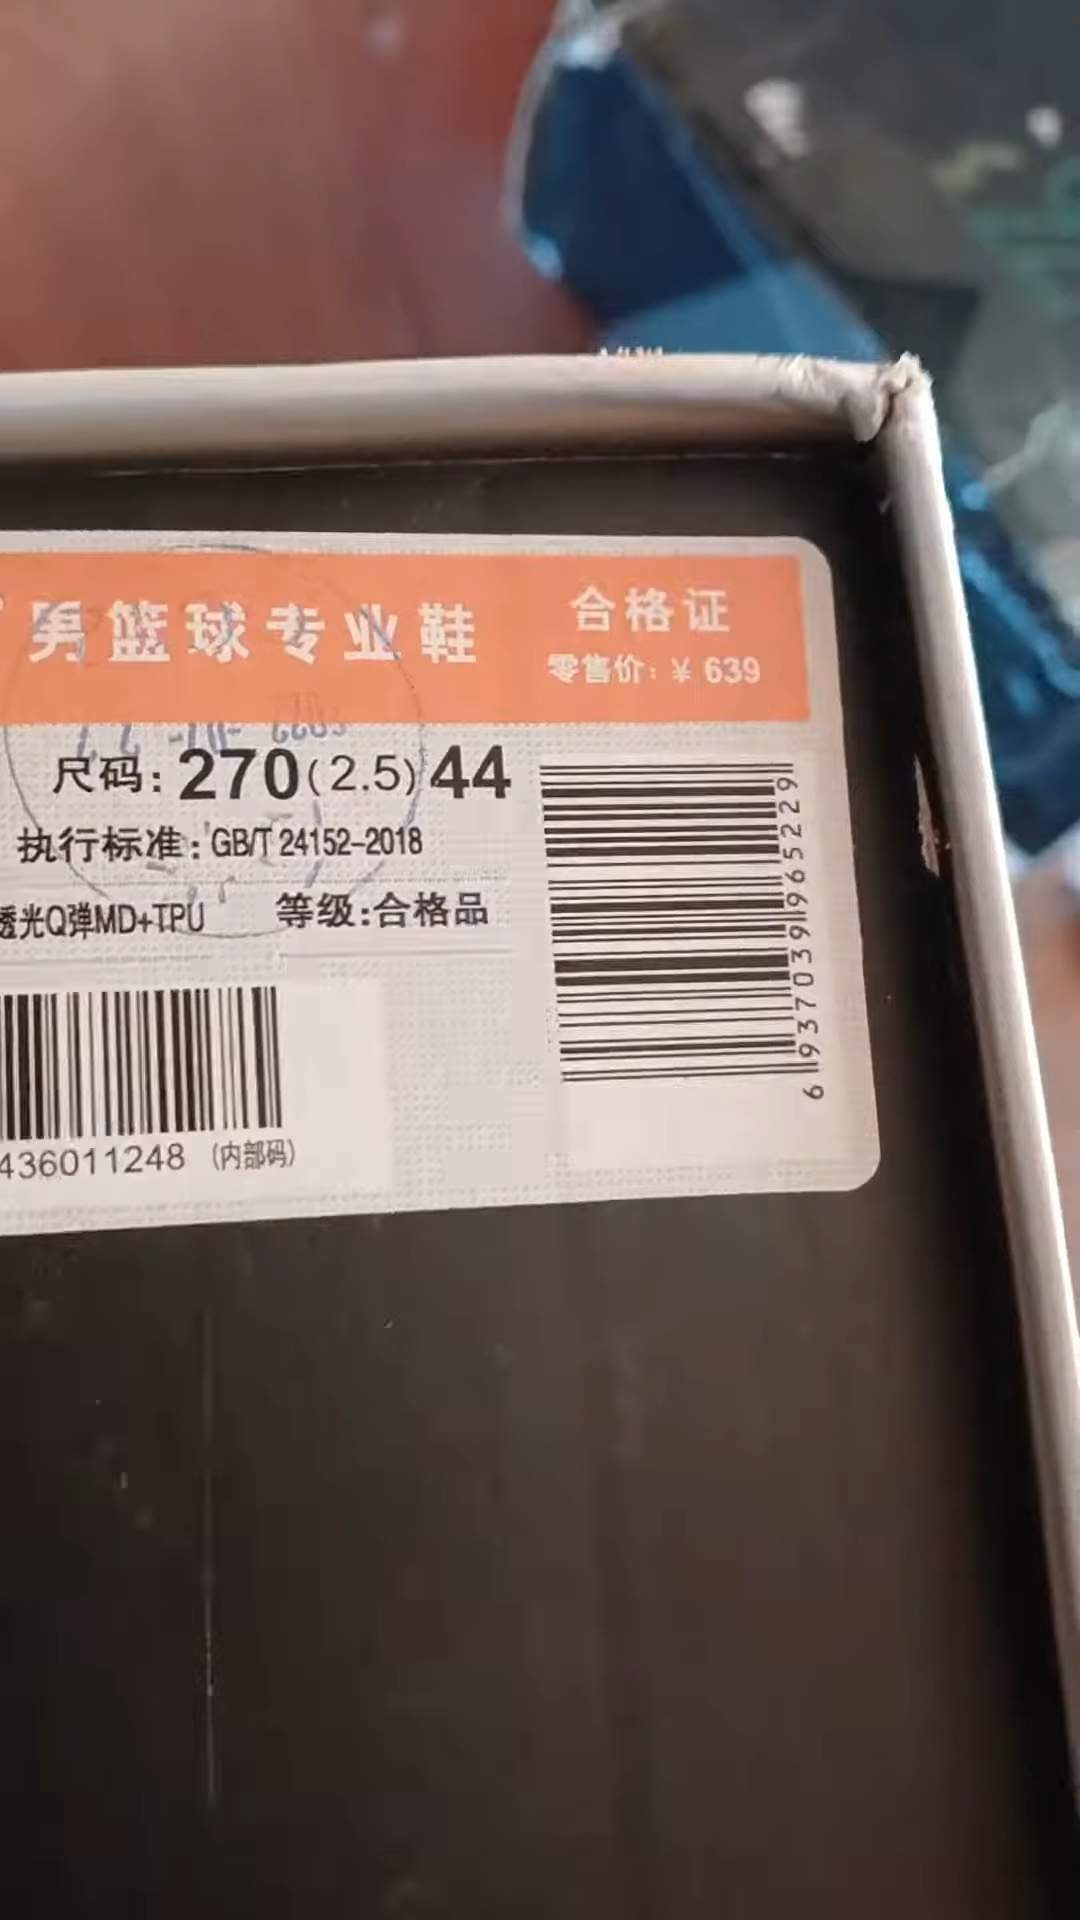 男篮球专业鞋
合格证
零售价: ¥ 639
尺码: 270(2.5)44
执行标准: GB/T 24152-2018
透光Q弹MD+TPU 等级:合格品
436011248 (内部码)
6937039965229